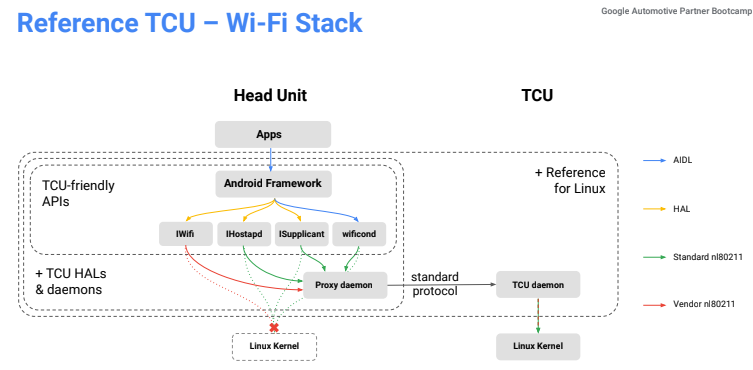 Google Automotive Partner Bootcamp
Reference TCU – Wi-Fi Stack
Head Unit
TCU
Apps
TCU-friendly
APIs
Android Framework
+ Reference
for Linux
IWifi
IHostapd
ISupplicant
wificond
+ TCU HALs
& daemons
Proxy daemon
standard
protocol
TCU daemon
Linux Kernel
Linux Kernel
AIDL
HAL
Standard nl80211
Vendor nl80211